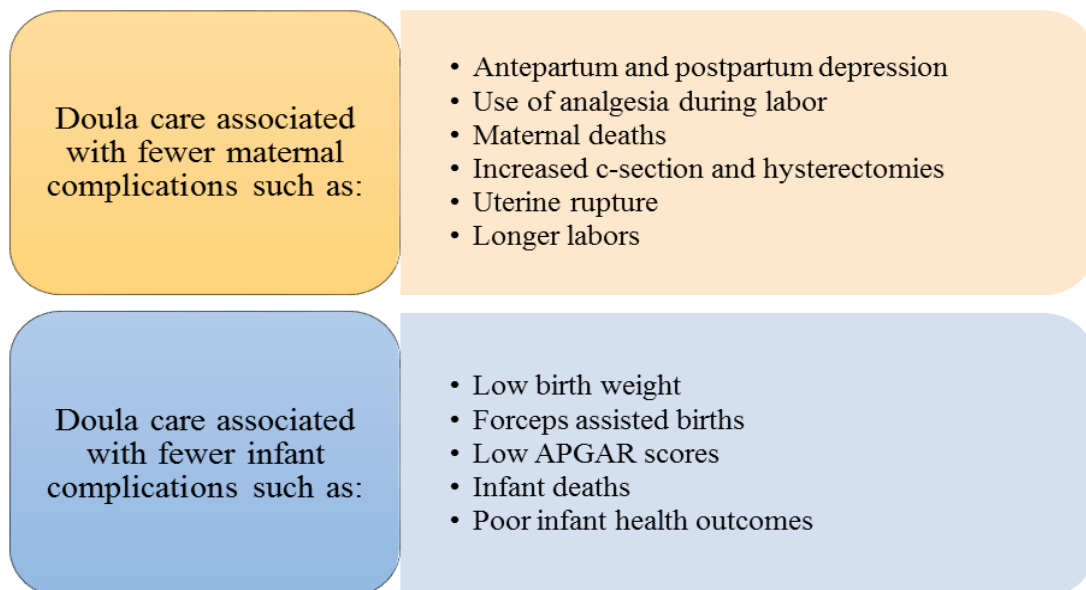 Doula care associated
with fewer maternal
complications such as:
• Antepartum and postpartum depression
• Use of analgesia during labor
• Maternal deaths
• Increased c-section and hysterectomies
• Uterine rupture
• Longer labors
Doula care associated
with fewer infant
complications such as:
• Low birth weight
• Forceps assisted births
• Low APGAR scores
• Infant deaths
• Poor infant health outcomes